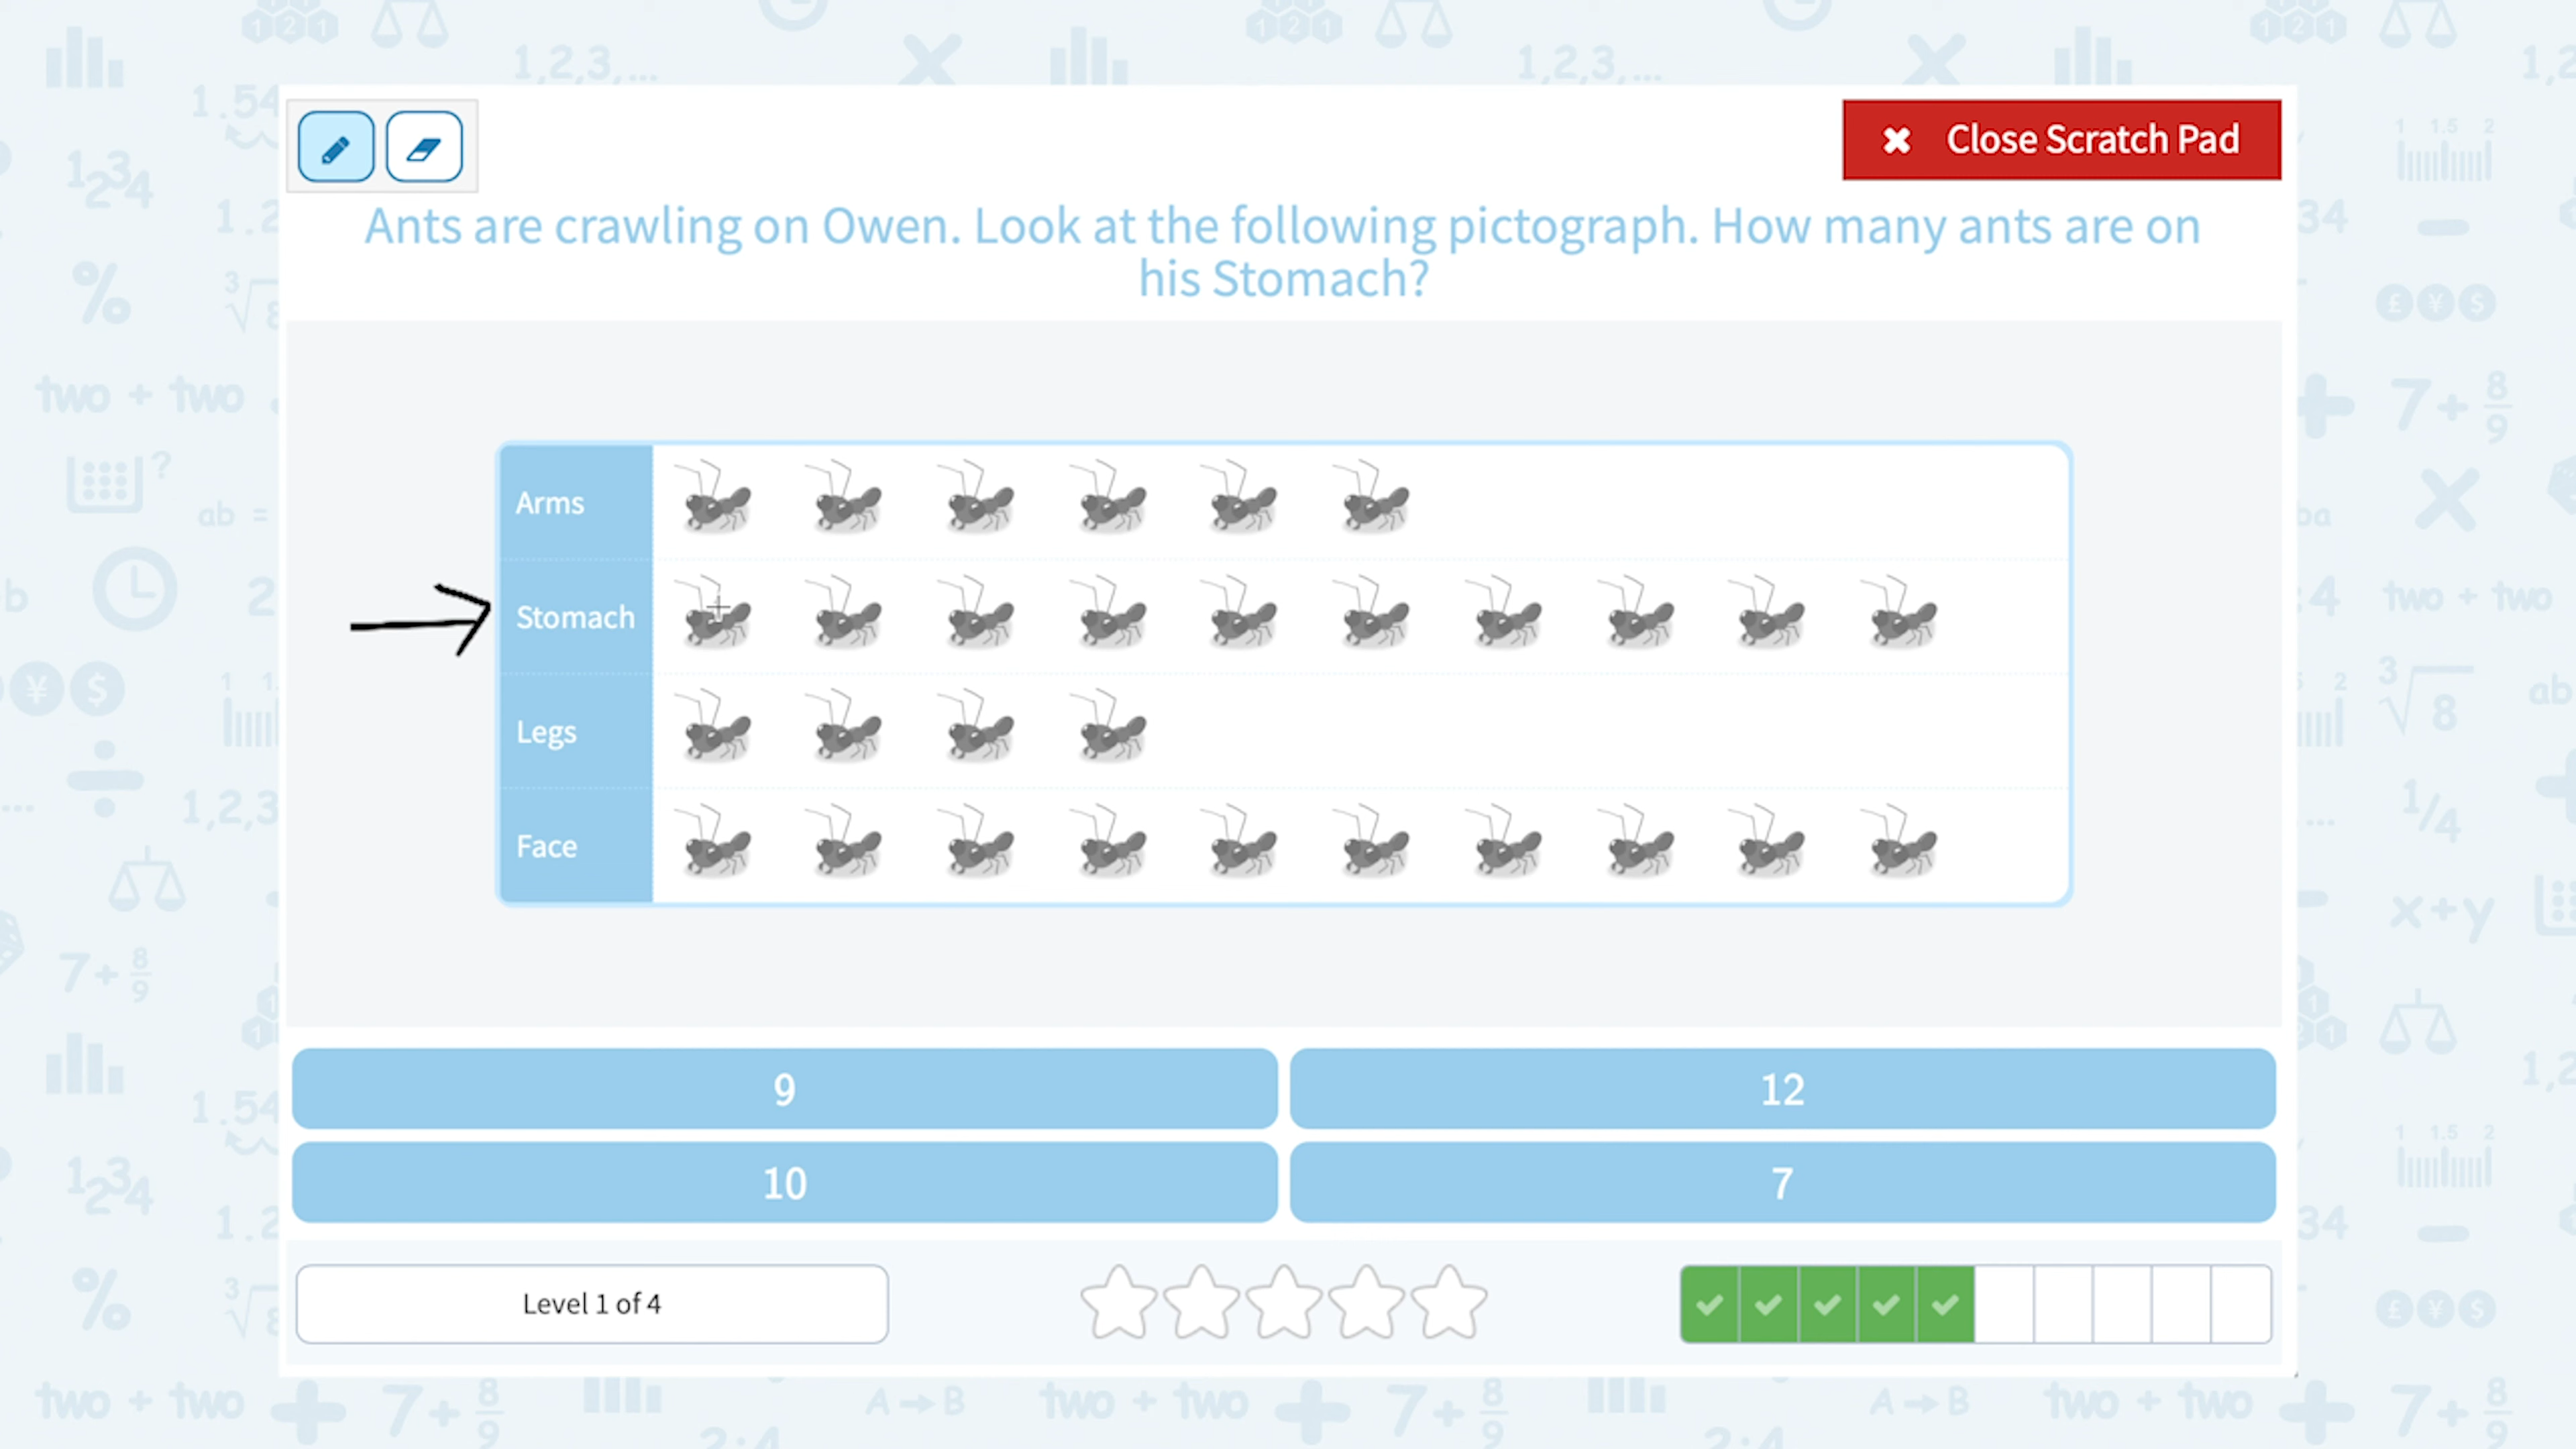 Close Scratch Pad
Ants are crawling on Owen. Look at the following pictograph. How many ants are on
his Stomach?
Arms
Stomach
Legs
Face
9
12
10
7
Level 1 of 4